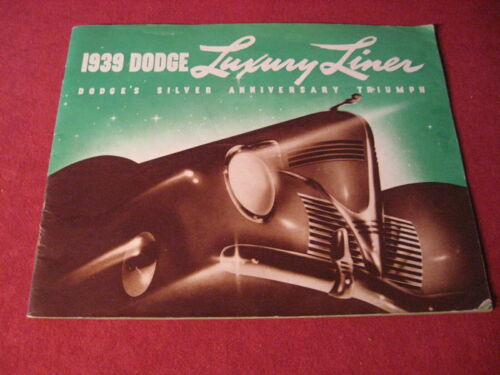 1939 DODGE Luxury Liner
DODGE'S SILVER ANNIVERSARY TRIUMPH